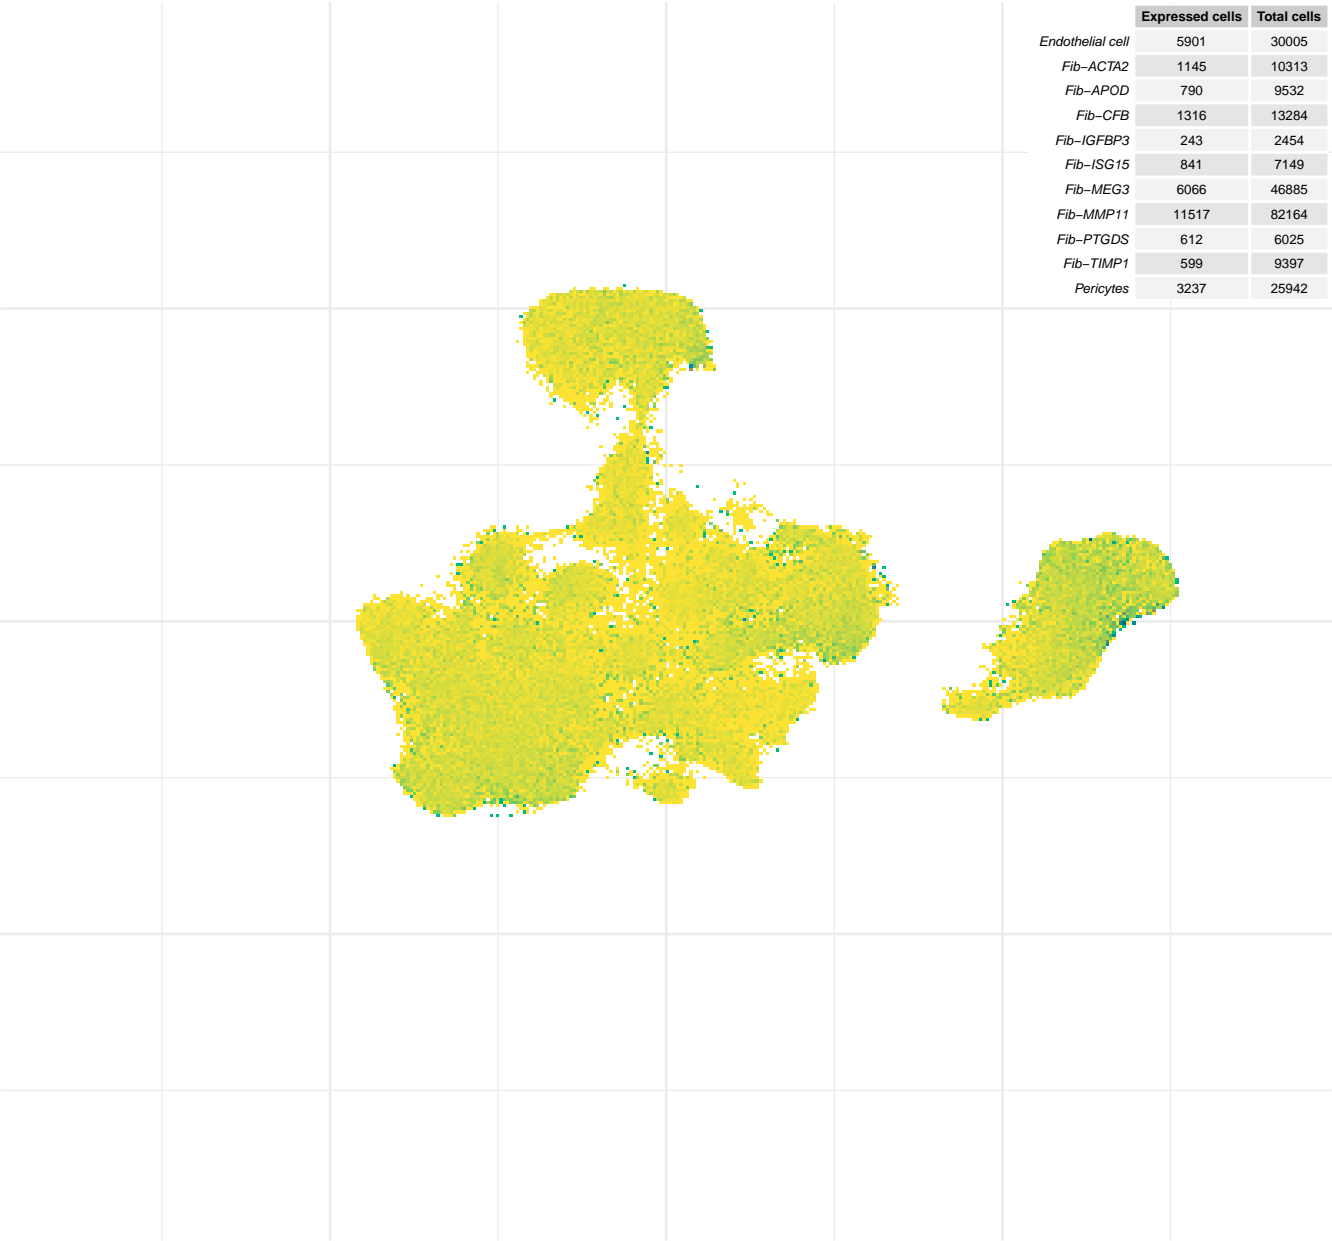 Expressed cells Total cells
Endothelial cell 5901 30005
Fib−ACTA2 1145 10313
Fib−APOD 790 9532
Fib−CFB 1316 13284
Fib−IGFBP3 243 2454
Fib−ISG15 841 7149
Fib−MEG3 6066 46885
Fib−MMP11 11517 82164
Fib−PTGDS 612 6025
Fib−TIMP1 599 9397
Pericytes 3237 25942